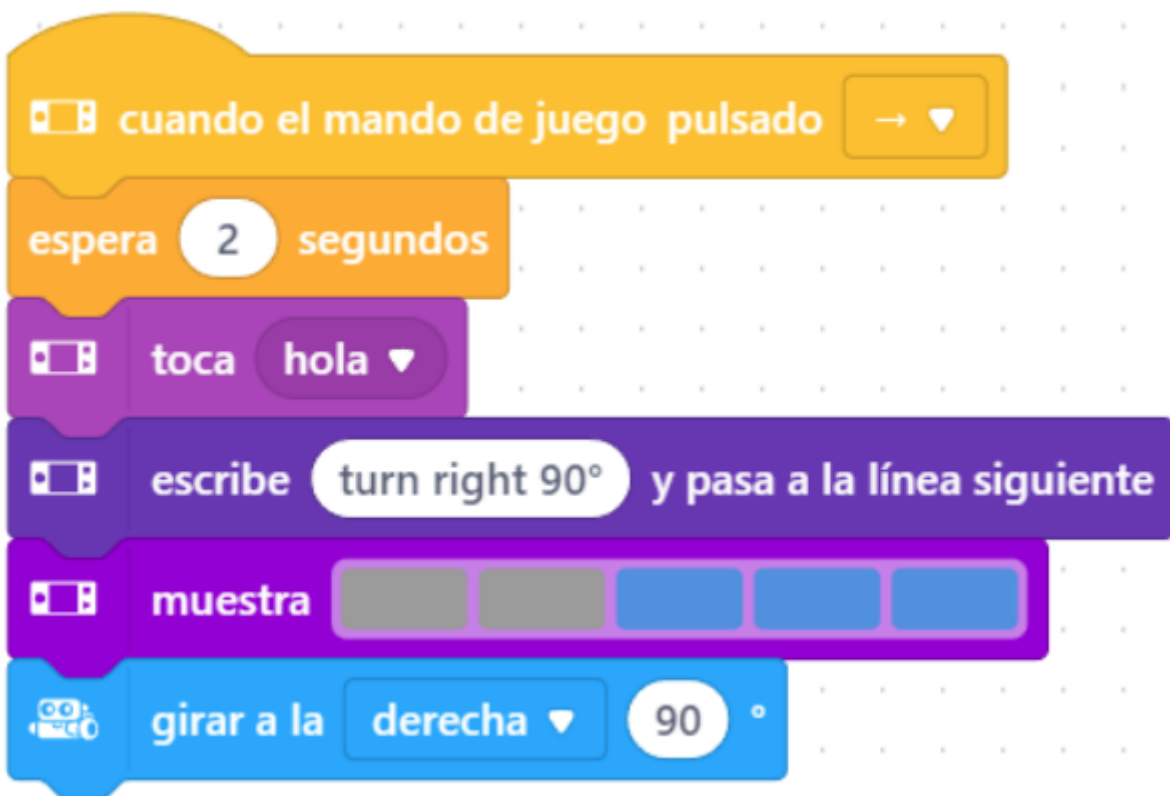 cuando el mando de juego pulsado →
espera 2 segundos
toca hola
escribe turn right 90° y pasa a la línea siguiente
muestra
girar a la derecha 90 °